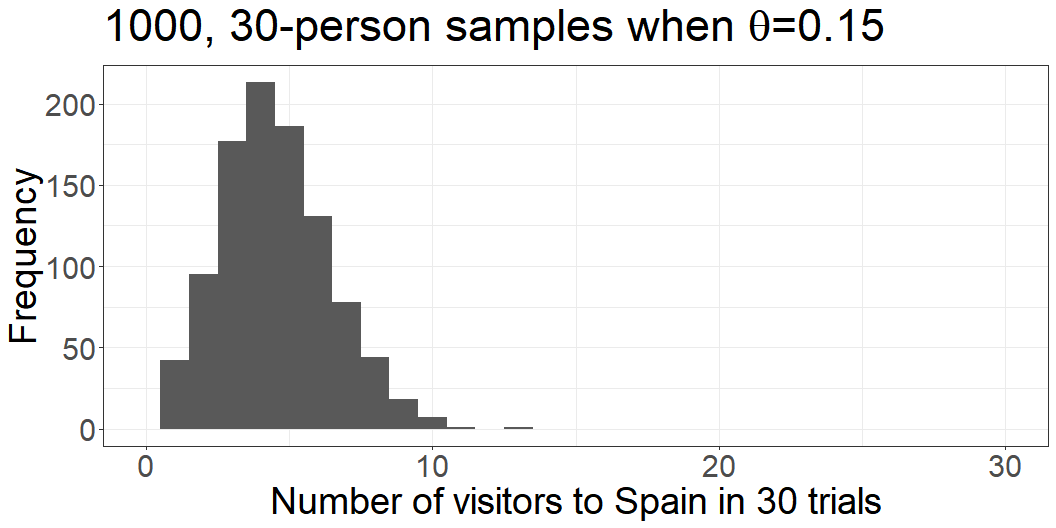 1000, 30-person samples when θ=0.15
Frequency
200
150
100
50
0
0 10 20 30
Number of visitors to Spain in 30 trials